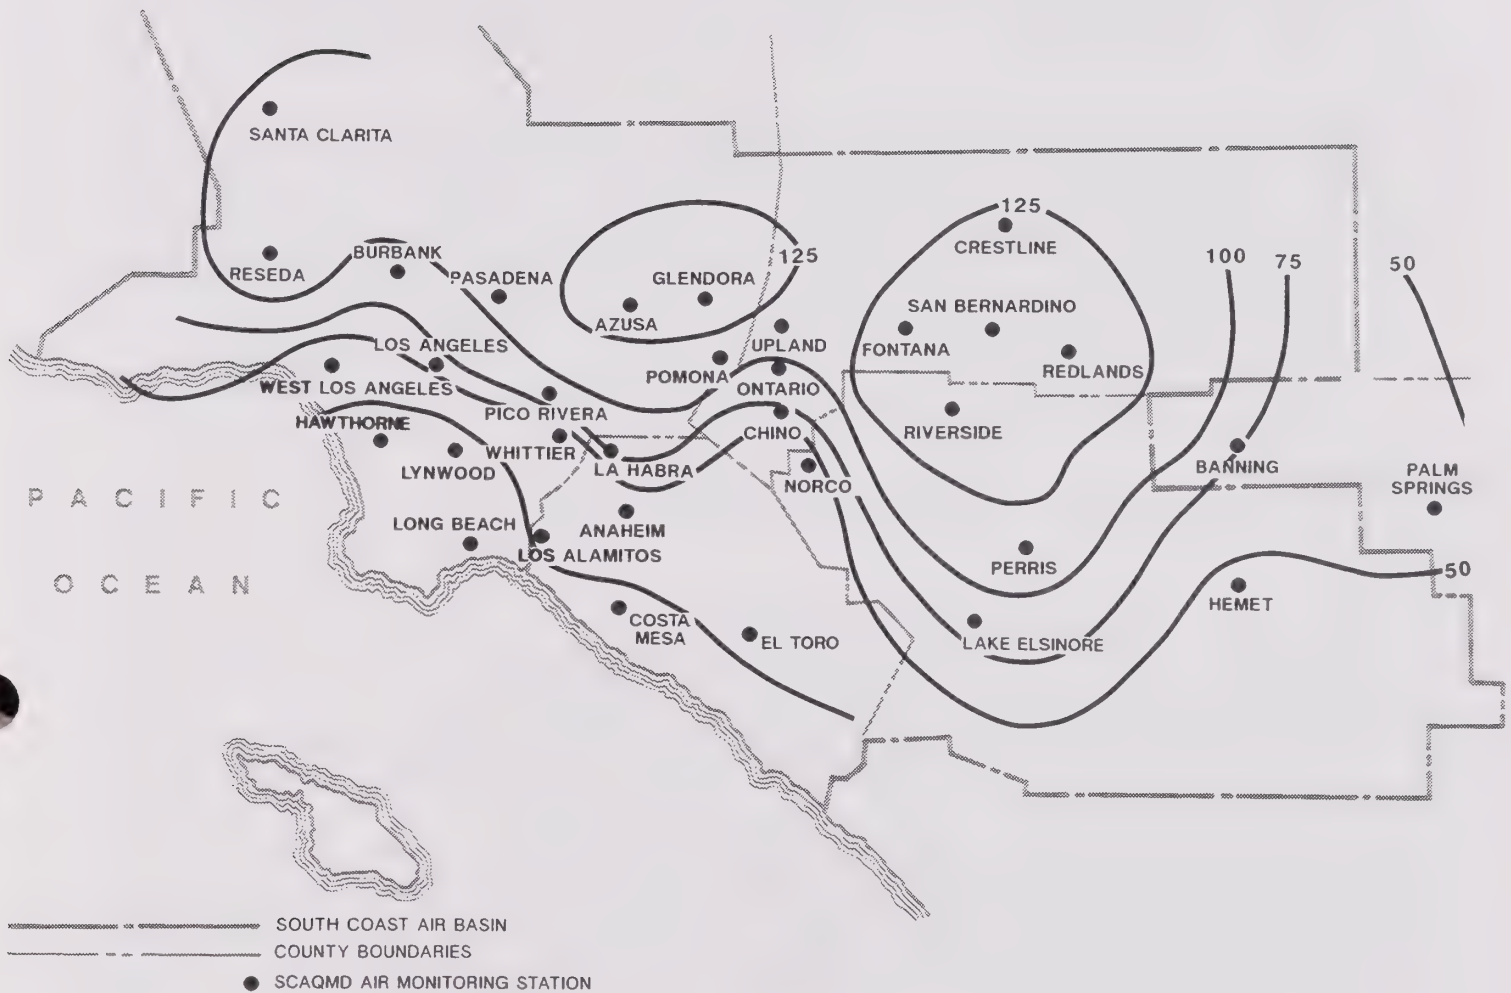 SANTA CLARITA
125
CRESTLINE
BURBANK
RESEDA
PASADENA
GLENDORA
125
100
75
50
AZUSA
SAN BERNARDINO
UPLAND
FONTANA
LOS ANGELES
POMONA
REDLANDS
WEST LOS ANGELES
ONTARIO
PICO RIVERA
HAWTHORNE
CHINO
RIVERSIDE
WHITTIER
LYNWOOD
LA HABRA
BANNING
NORCO
PALM
SPRINGS
PACIFIC
OCEAN
LONG BEACH
ANAHEIM
LOS ALAMITOS
PERRIS
50
HEMET
COSTA
MESA
EL TORO
LAKE ELSINORE
SOUTH COAST AIR BASIN
COUNTY BOUNDARIES
SCAQMD AIR MONITORING STATION